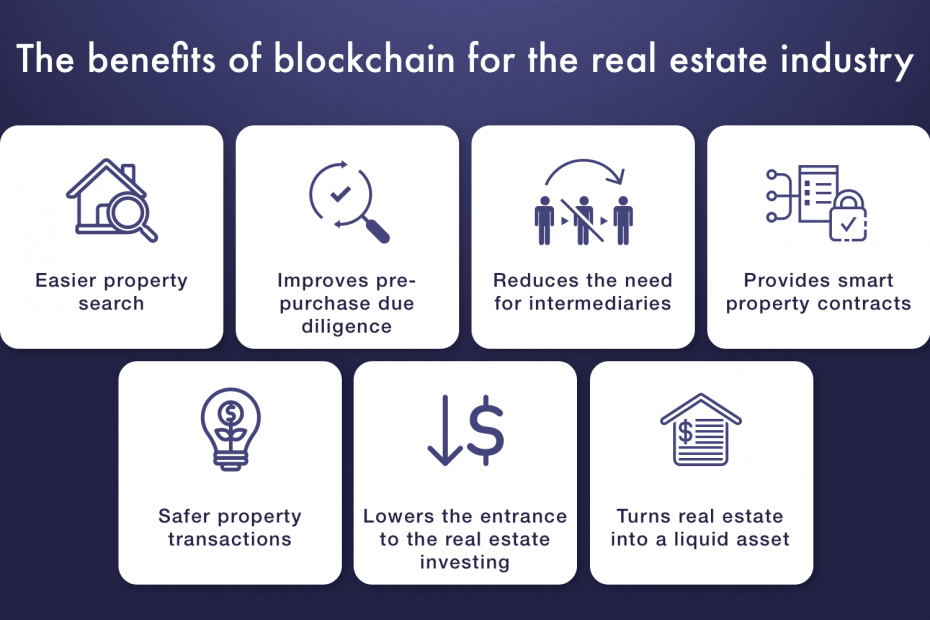 The benefits of blockchain for the real estate industry
Easier property
search
Improves pre-
purchase due
diligence
Reduces the need
for intermediaries
Provides smart
property contracts
$
Safer property
transactions
$
Lowers the entrance
to the real estate
investing
$
Turns real estate
into a liquid asset